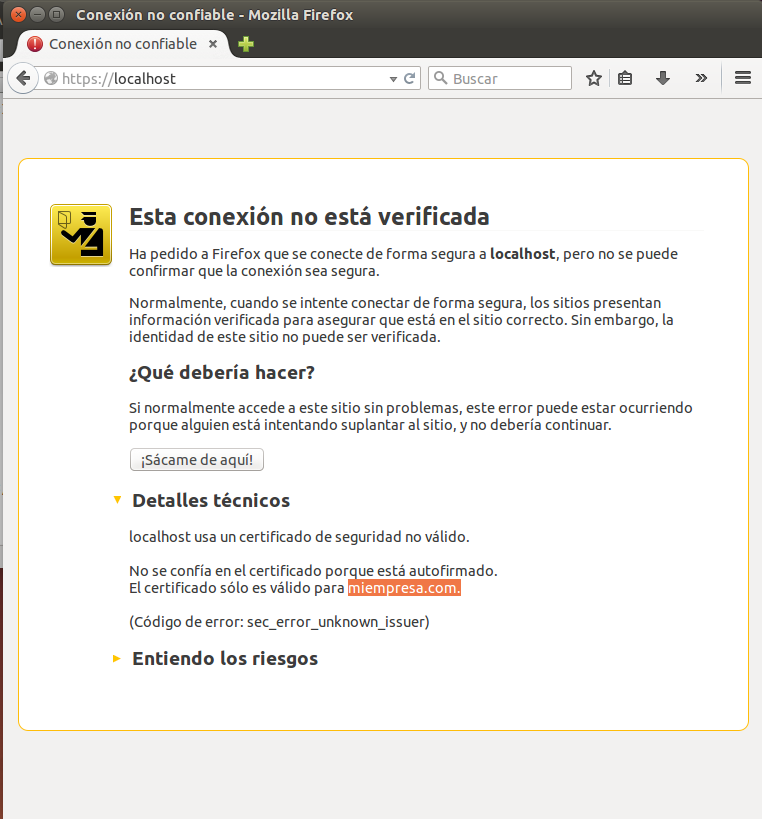 Conexión no confiable - Mozilla Firefox
Conexión no confiable
https://localhost
Buscar
Esta conexión no está verificada
Ha pedido a Firefox que se conecte de forma segura a localhost, pero no se puede
confirmar que la conexión sea segura.
Normalmente, cuando se intente conectar de forma segura, los sitios presentan
información verificada para asegurar que está en el sitio correcto. Sin embargo, la
identidad de este sitio no puede ser verificada.
¿Qué debería hacer?
Si normalmente accede a este sitio sin problemas, este error puede estar ocurriendo
porque alguien está intentando suplantar al sitio, y no debería continuar.
¡Sácame de aquí!
Detalles técnicos
localhost usa un certificado de seguridad no válido.
No se confía en el certificado porque está autofirmado.
El certificado sólo es válido para miempresa.com.
(Código de error: sec_error_unknown_issuer)
Entiendo los riesgos